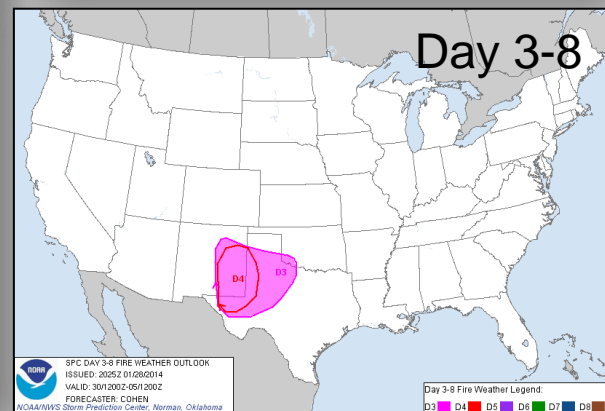 Day 3-8
D4
D3
NOAA
SPC DAY 3-8 FIRE WEATHER OUTLOOK
ISSUED: 2025Z 01/28/2014
VALID: 30/1200Z-05/1200Z
FORECASTER: COHEN
NOAA/NWS Storm Prediction Center, Norman, Oklahoma
Day 3-8 Fire Weather Legend:
D3 D4 D5 D6 D7 D8